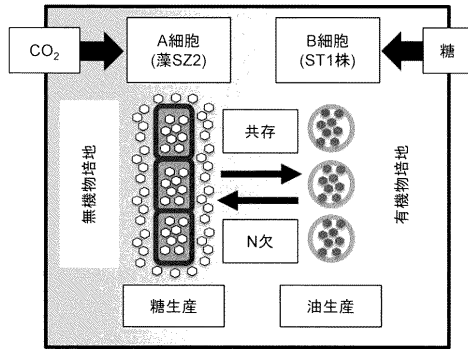 CO₂
A細胞
(藻SZ2)
B細胞
(ST1株)
糖
無機物培地
共存
N欠
有機物培地
糖生産
油生産